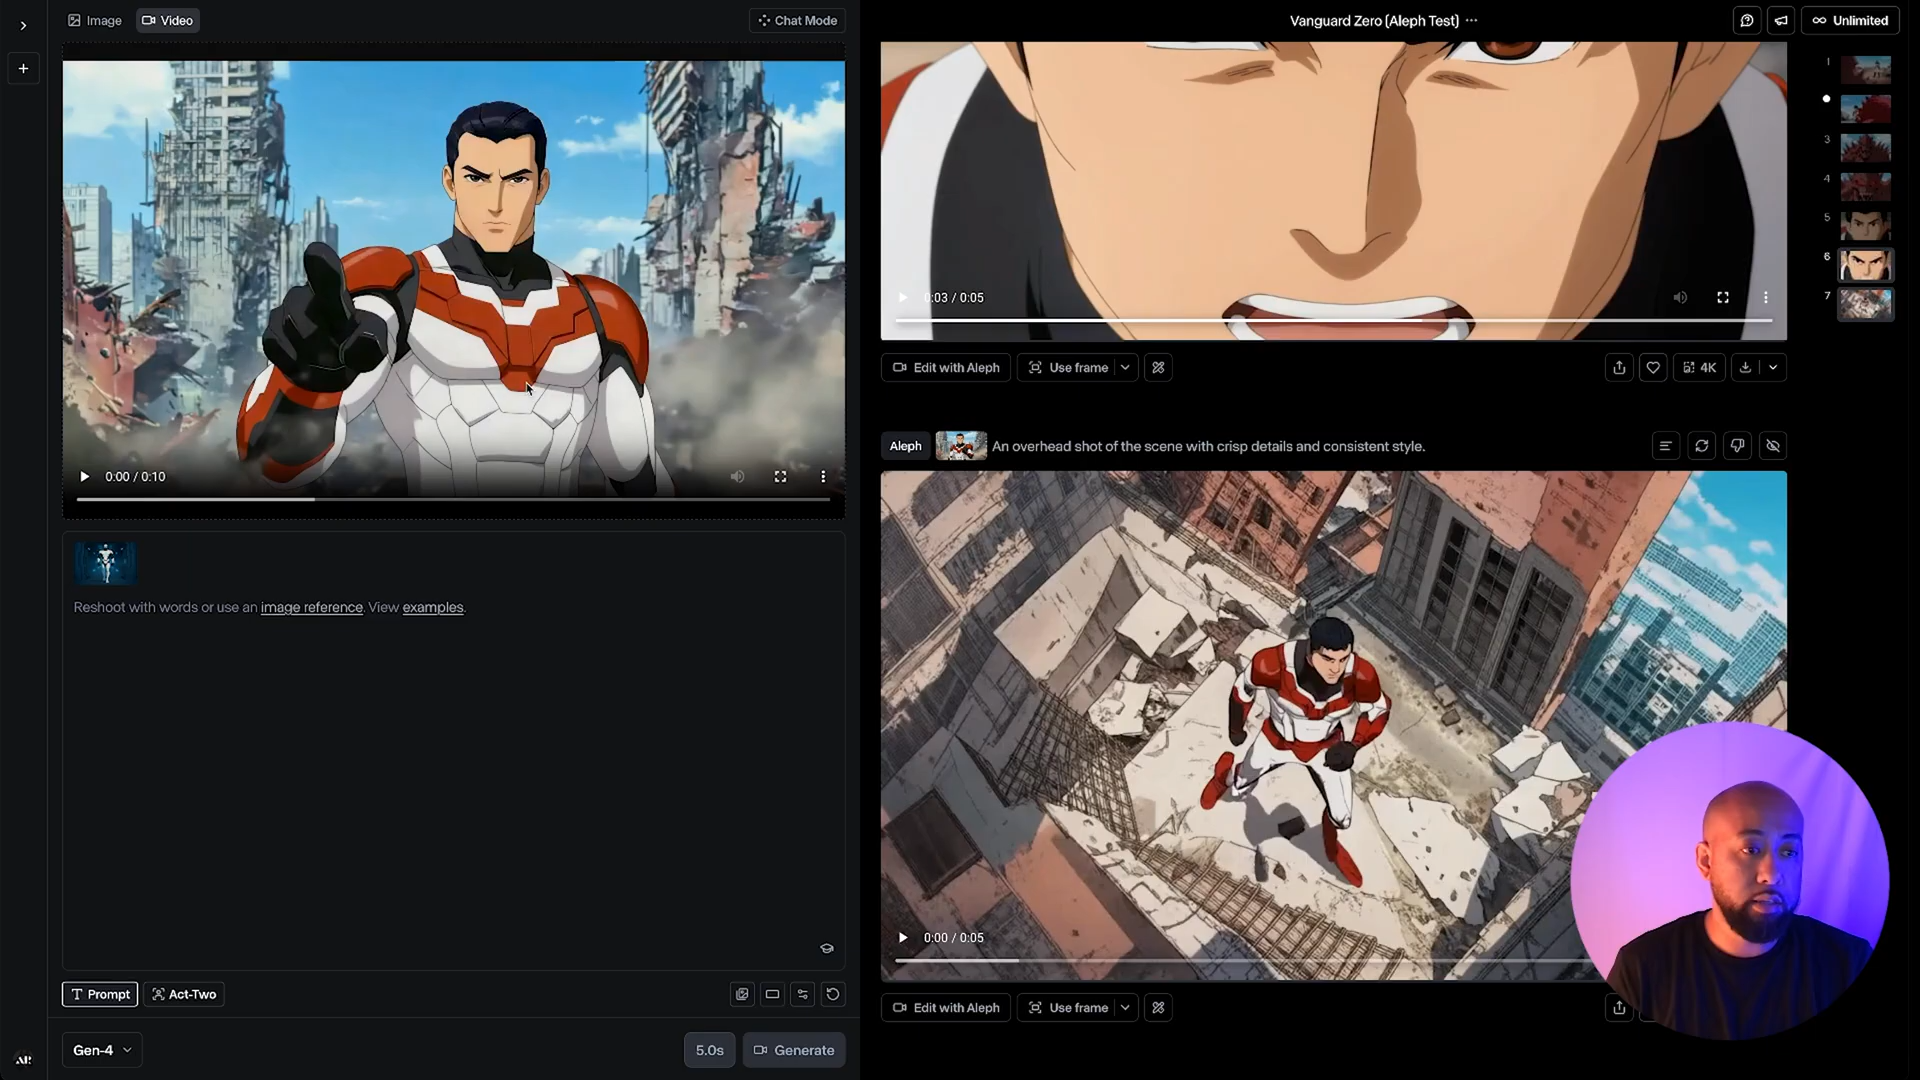 Image
Video
Chat Mode
0:00 / 0:10
Reshoot with words or use an image reference. View examples.
Prompt
Act-Two
Gen-4
5.0s
Generate
Vanguard Zero (Aleph Test)
Unlimited
0:03 / 0:05
Edit with Aleph
Use frame
4K
Aleph
An overhead shot of the scene with crisp details and consistent style.
0:00 / 0:05
Edit with Aleph
Use frame
1
3
4
5
6
7